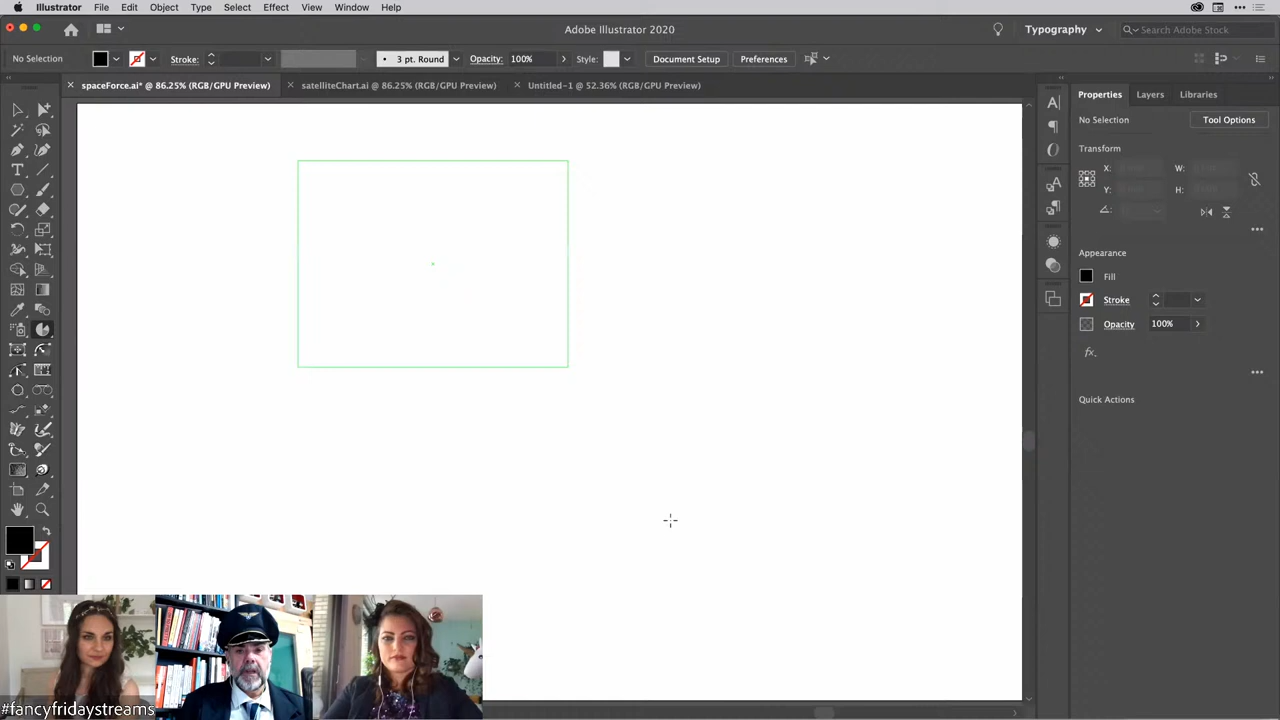 Illustrator File Edit Object Type Select Effect View Window Help
Adobe Illustrator 2020
Typography
Search Adobe Stock
No Selection
Stroke:
3 pt. Round
Opacity:
100%
Style:
Document Setup
Preferences
spaceForce.ai* @ 86.25% (RGB/GPU Preview)
satelliteChart.ai @ 86.25% (RGB/GPU Preview)
Untitled-1 @ 52.36% (RGB/GPU Preview)
Properties
Layers
Libraries
No Selection
Tool Options
Transform
X:
W:
Y:
H:
Appearance
Fill
Stroke
Opacity
100%
fx.
Quick Actions
#fancyfridaystreams